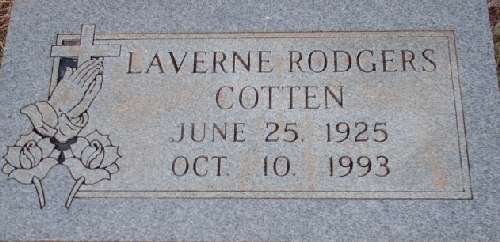 LAVERNE RODGERS
COTTEN
JUNE 25. 1925
OCT. 10. 1993